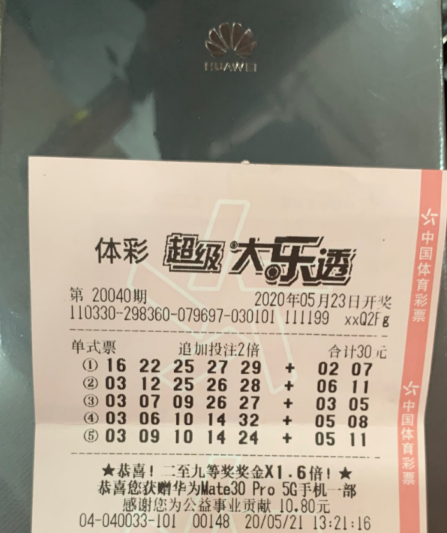 HUAWEI
体彩 超级大乐透
第 20040期 2020年05月23日开奖
110330-298360-079697-030101 111199 xxQ2Fg
单式票 追加投注2倍 合计30元
① 16 22 25 27 29 + 02 07
② 03 12 25 26 28 + 06 11
③ 03 07 09 26 27 + 03 05
④ 03 06 10 14 32 + 05 08
⑤ 03 09 10 14 24 + 05 11
★恭喜！二至九等奖奖金X1.6倍！★
恭喜您获赠华为Mate30 Pro 5G手机一部
感谢您为公益事业贡献 10.80元
04-040033-101 00148 20/05/21 13:21:16
中国体育彩票
中国体育彩票